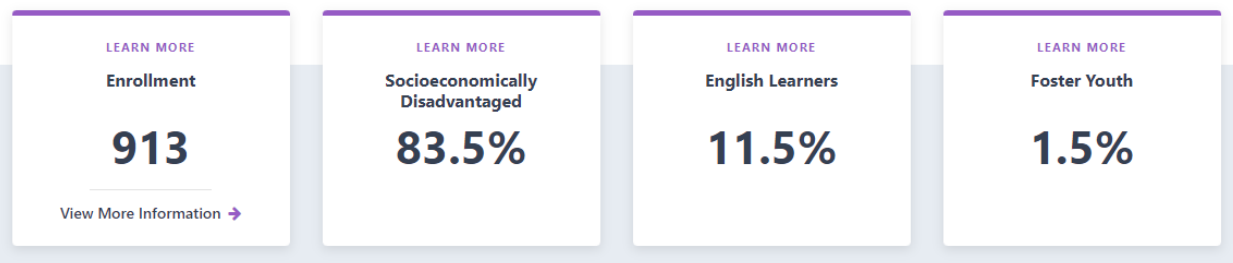 LEARN MORE
Enrollment
913
View More Information
LEARN MORE
Socioeconomically
Disadvantaged
83.5%
LEARN MORE
English Learners
11.5%
LEARN MORE
Foster Youth
1.5%